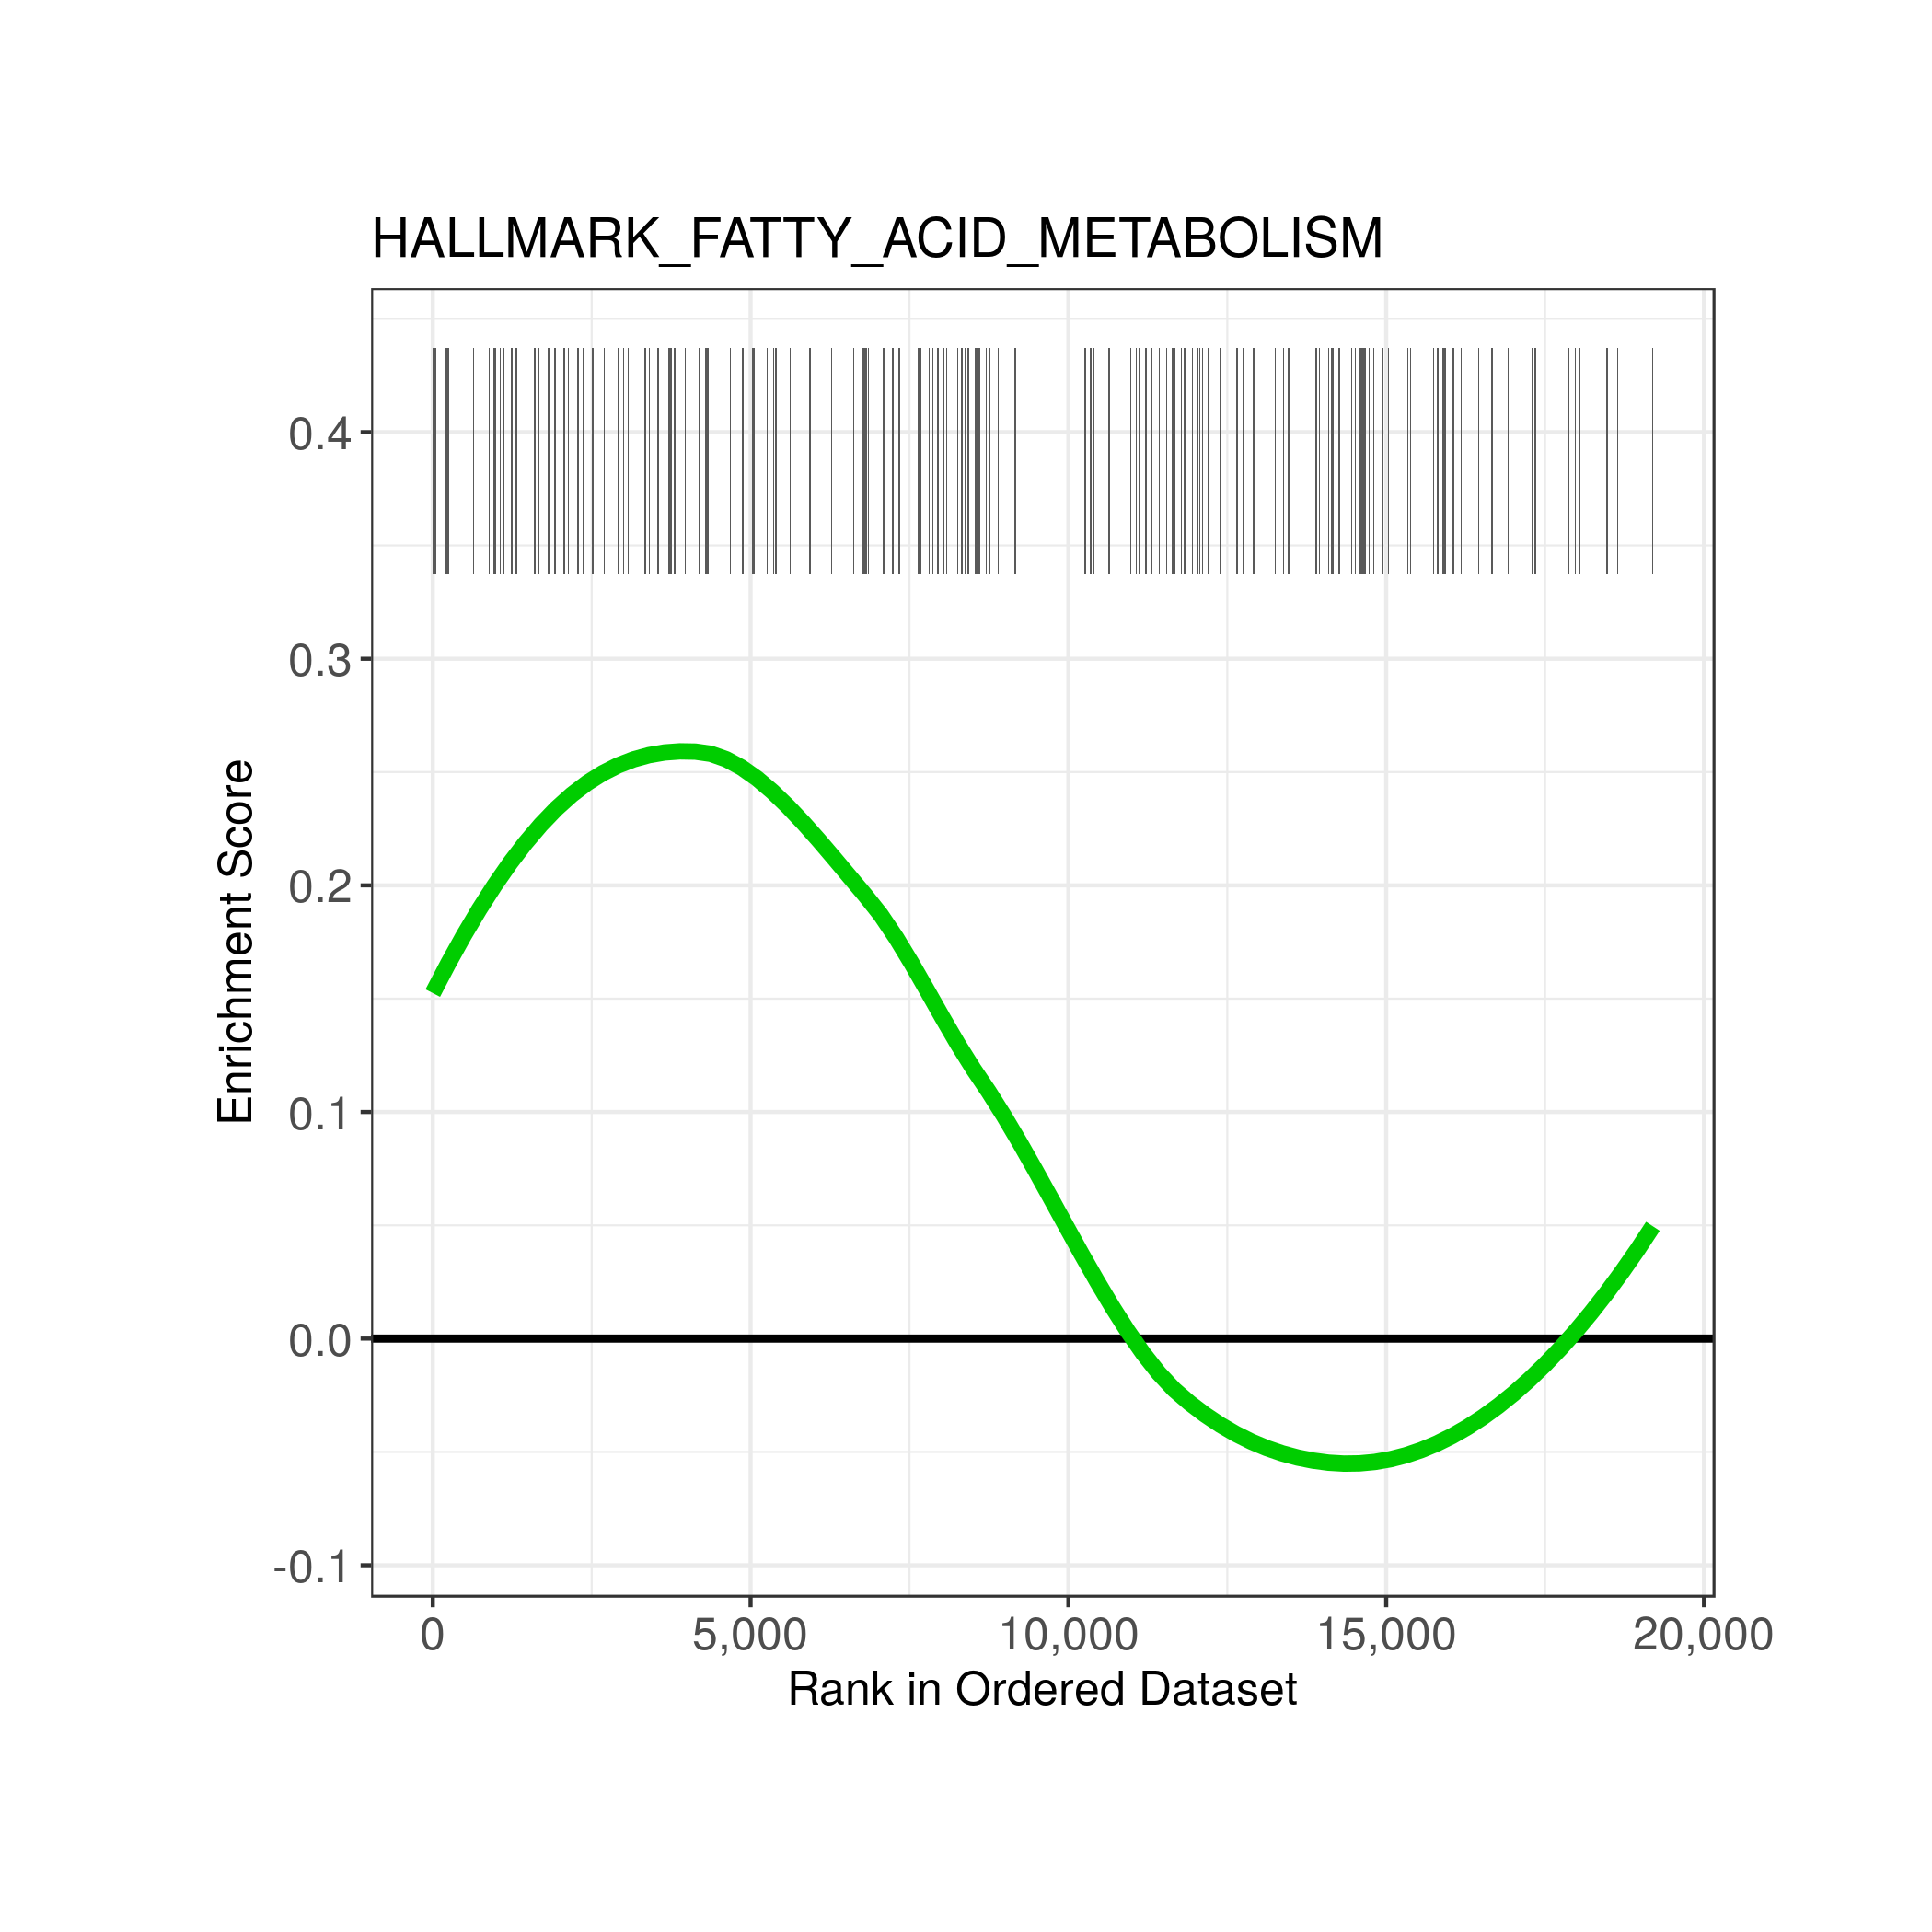 HALLMARK_FATTY_ACID_METABOLISM
0.4
0.3
0.2
0.1
0.0
-0.1
Enrichment Score
0 5,000 10,000 15,000 20,000
Rank in Ordered Dataset